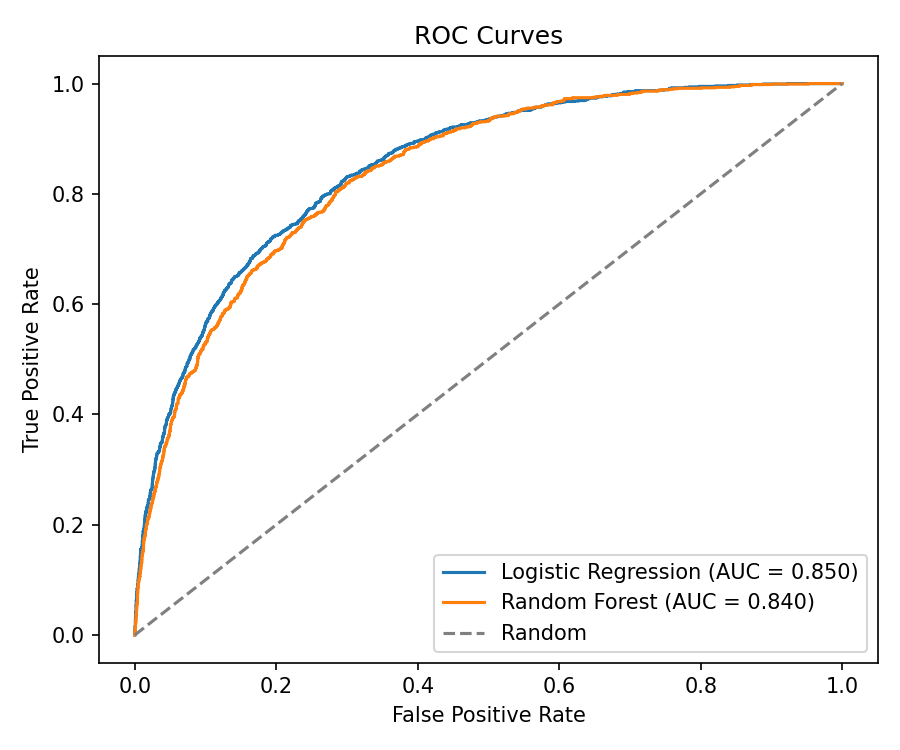 ROC Curves
True Positive Rate
1.0
0.8
0.6
0.4
0.2
0.0
Logistic Regression (AUC = 0.850)
Random Forest (AUC = 0.840)
Random
0.0 0.2 0.4 0.6 0.8 1.0
False Positive Rate